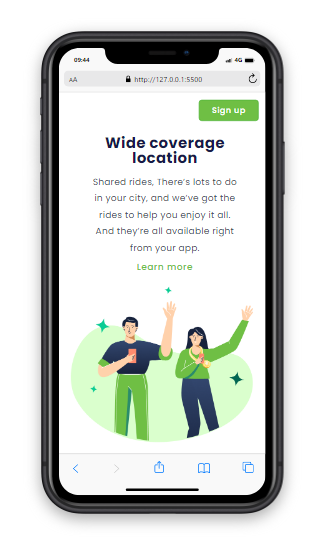 09:44
4G
AA
http://127.0.0.1:5500
Sign up
Wide coverage
location
Shared rides, There's lots to do
in your city, and we've got the
rides to help you enjoy it all.
And they're all available right
from your app.
Learn more